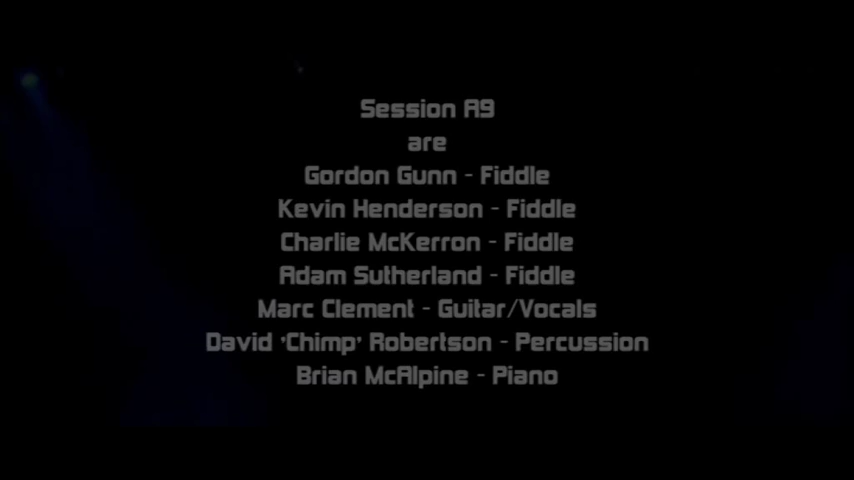 Session A9
are
Gordon Gunn - Fiddle
Kevin Henderson - Fiddle
Charlie McKerron - Fiddle
Adam Sutherland - Fiddle
Marc Clement - Guitar/Vocals
David 'Chimp' Robertson - Percussion
Brian McAlpine - Piano